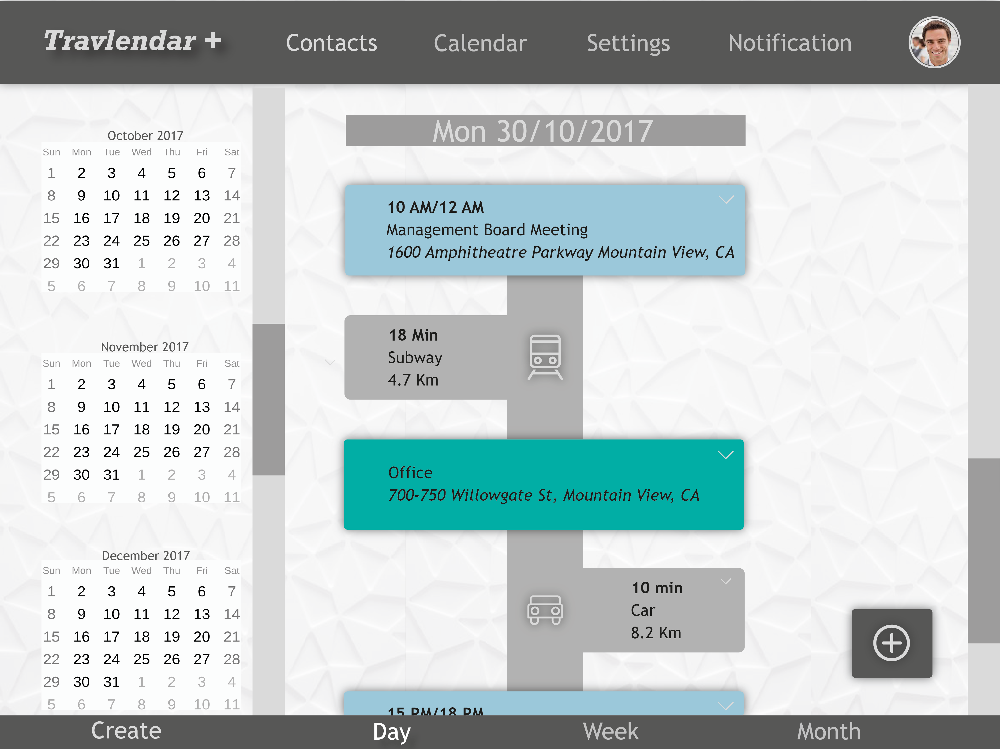 Travlendar +
Contacts
Calendar
Settings
Notification
October 2017
Sun Mon Tue Wed Thu Fri Sat
1 2 3 4 5 6 7
8 9 10 11 12 13 14
15 16 17 18 19 20 21
22 23 24 25 26 27 28
29 30 31 1 2 3 4
5 6 7 8 9 10 11
November 2017
Sun Mon Tue Wed Thu Fri Sat
1 2 3 4 5 6 7
8 9 10 11 12 13 14
15 16 17 18 19 20 21
22 23 24 25 26 27 28
29 30 31 1 2 3 4
5 6 7 8 9 10 11
December 2017
Sun Mon Tue Wed Thu Fri Sat
1 2 3 4 5 6 7
8 9 10 11 12 13 14
15 16 17 18 19 20 21
22 23 24 25 26 27 28
29 30 31 1 2 3 4
5 6 7 8 9 10 11
Mon 30/10/2017
10 AM/12 AM
Management Board Meeting
1600 Amphitheatre Parkway Mountain View, CA
18 Min
Subway
4.7 Km
Office
700-750 Willowgate St, Mountain View, CA
10 min
Car
8.2 Km
15 PM/18 PM
Create
Day
Week
Month